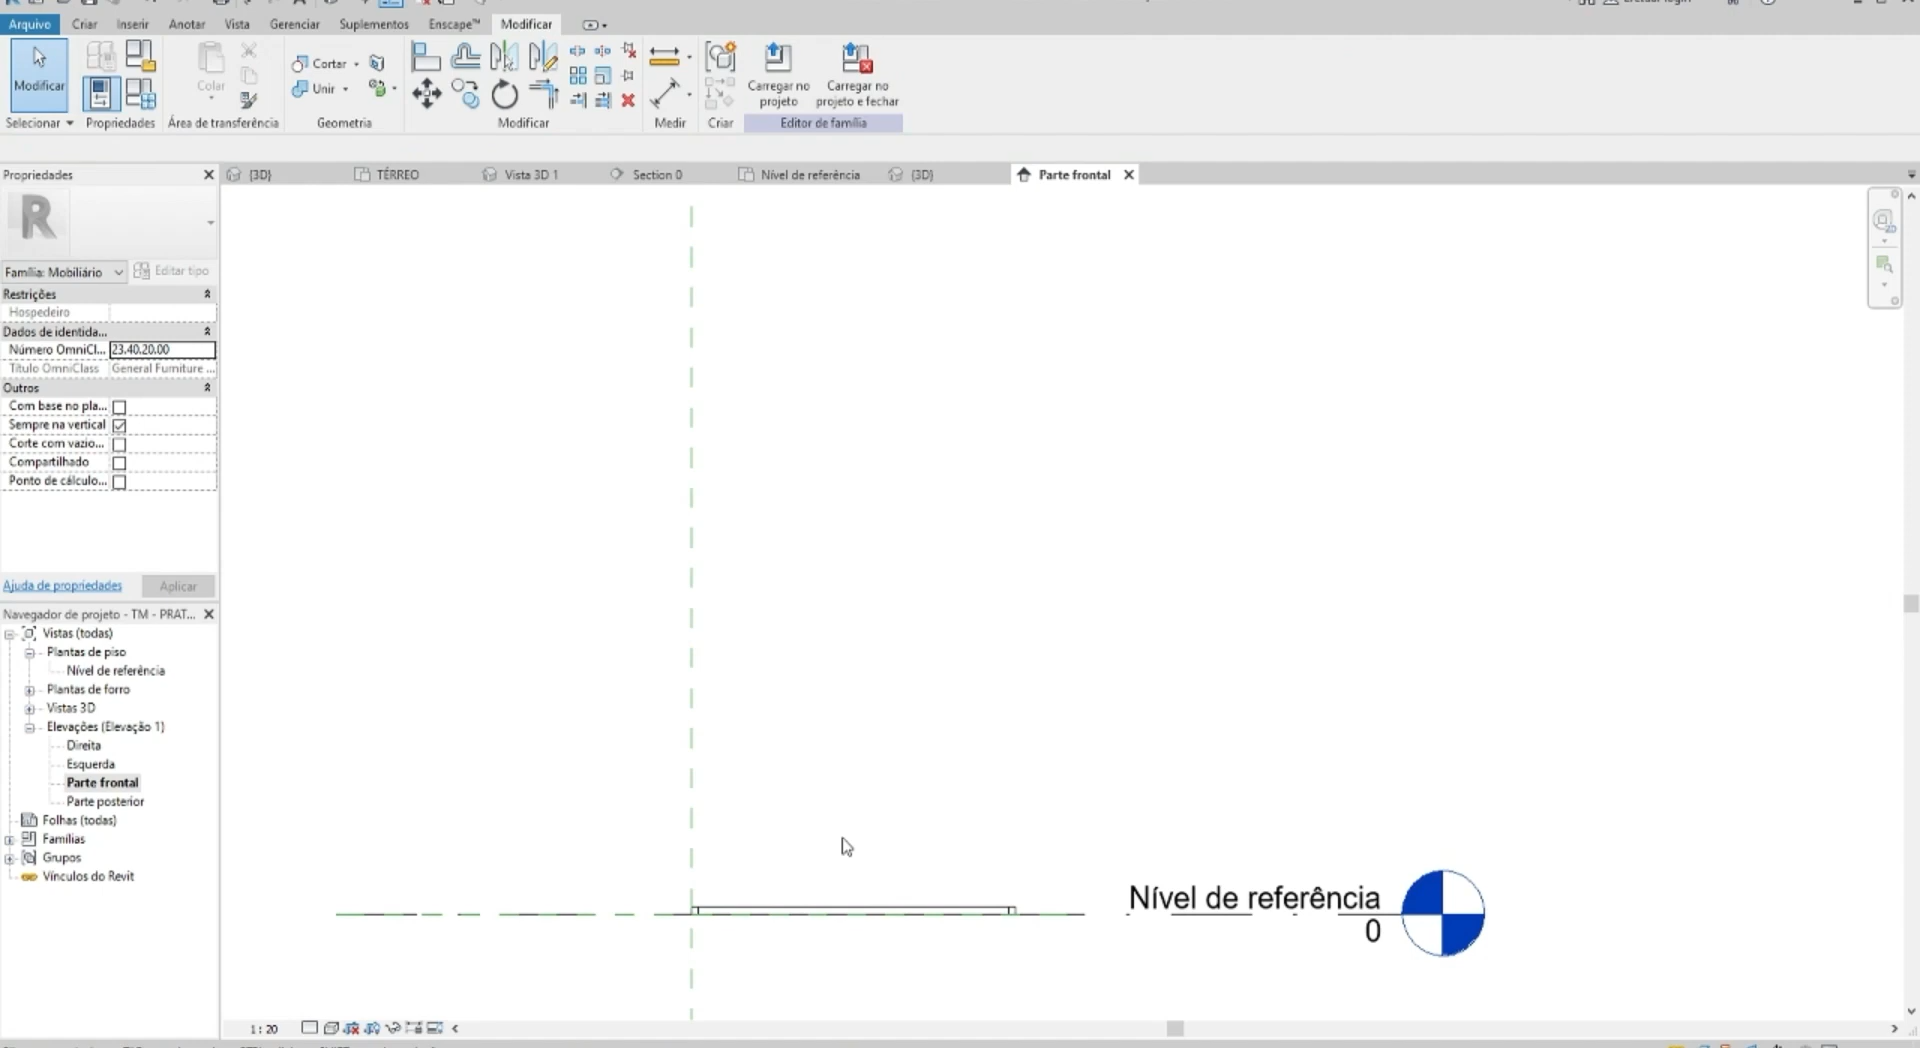 Arquivo Criar Inserir Anotar Vista Gerenciar Suplementos Enscape™ Modificar
Modificar
Colar
Cortar
Unir
Carregar no projeto
Carregar no projeto e fechar
Selecionar Propriedades Área de transferência Geometria Modificar Medir Criar Editor de família
Propriedades
{3D} TÉRREO Vista 3D 1 Section 0 Nível de referência {3D} Parte frontal
R
Família: Mobiliário Editar tipo
Restrições
Hospedeiro
Dados de identida...
Número OmniCl... 23.40.20.00
Título OmniClass General Furniture ...
Outros
Com base no pla...
Sempre na vertical
Corte com vazio...
Compartilhado
Ponto de cálculo...
Ajuda de propriedades Aplicar
Navegador de projeto - TM - PRAT...
Vistas (todas)
Plantas de piso
Nível de referência
Plantas de forro
Vistas 3D
Elevações (Elevação 1)
Direita
Esquerda
Parte frontal
Parte posterior
Folhas (todas)
Famílias
Grupos
Vínculos do Revit
Nível de referência
0
1 : 20